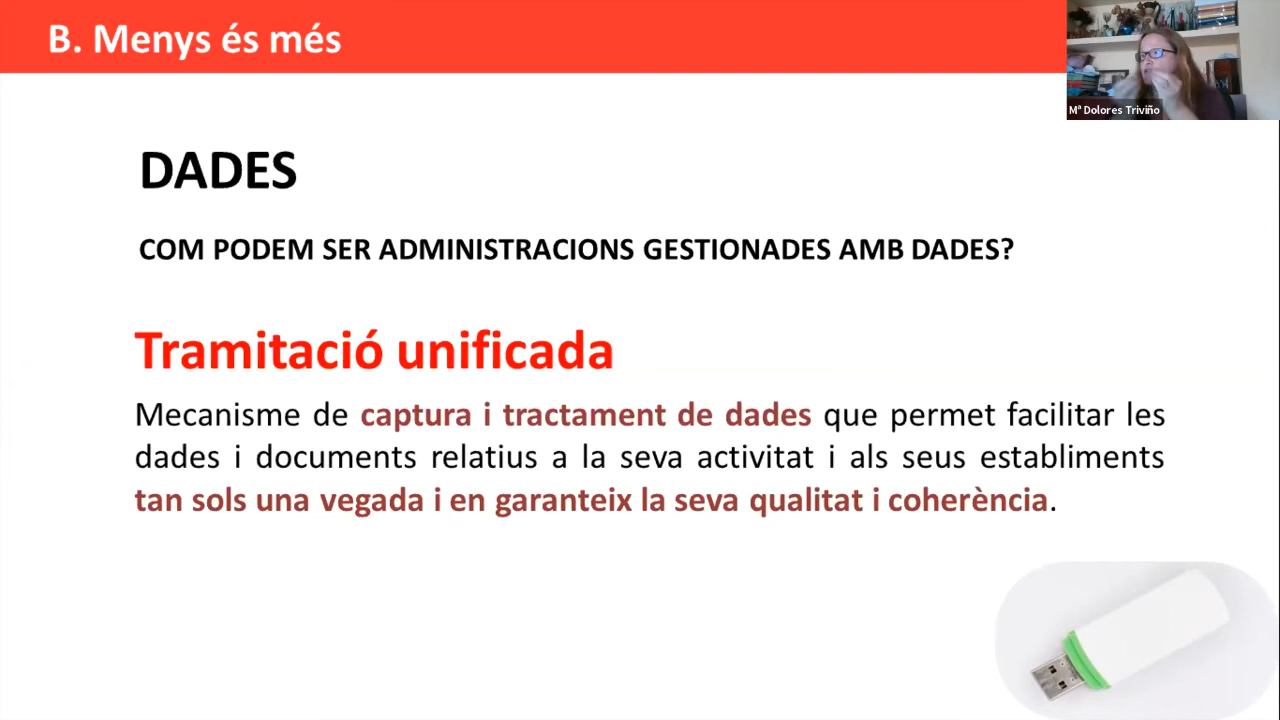 B. Menys és més
Mª Dolores Triviño
DADES
COM PODEM SER ADMINISTRACIONS GESTIONADES AMB DADES?
Tramitació unificada
Mecanisme de captura i tractament de dades que permet facilitar les
dades i documents relatius a la seva activitat i als seus establiments
tan sols una vegada i en garanteix la seva qualitat i coherència.